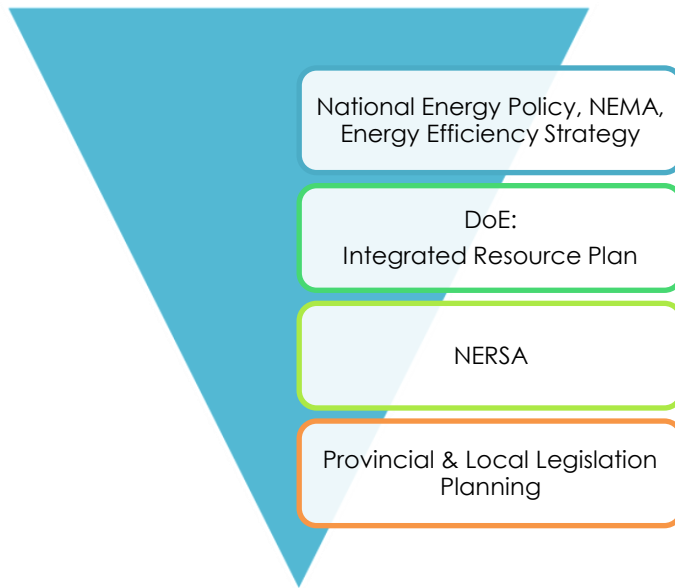 National Energy Policy, NEMA,
Energy Efficiency Strategy
DoE:
Integrated Resource Plan
NERSA
Provincial & Local Legislation
Planning